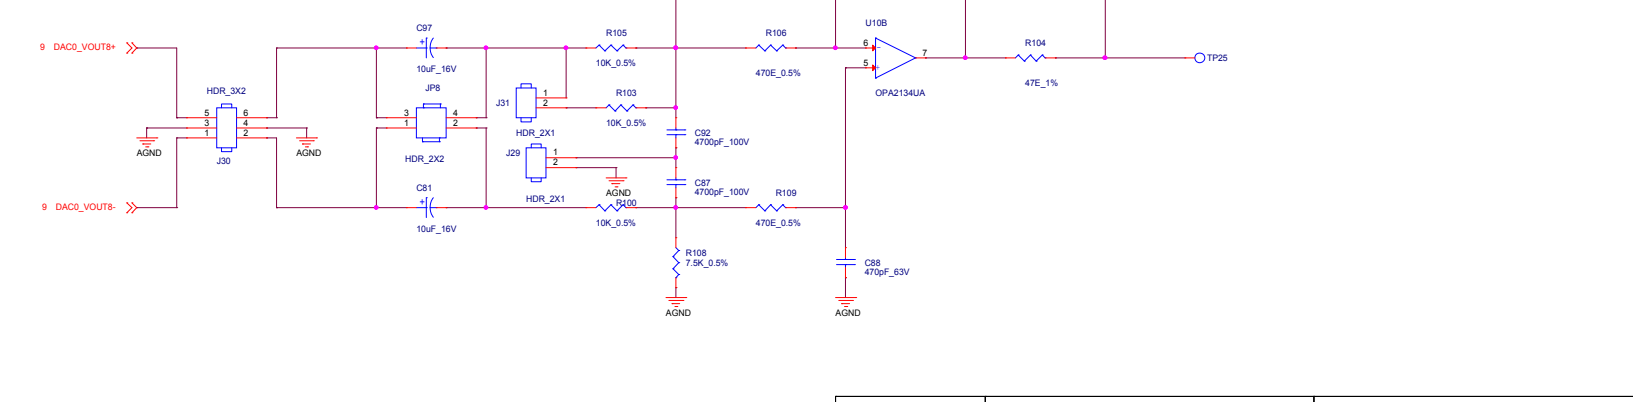 U10B
C97
R105
R106
9 DAC0_VOUT8+
6
7
R104
TP25
10uF_16V
10K_0.5%
470E_0.5%
5
47E_1%
HDR_3X2
JP8
J31
1
2
R103
OPA2134UA
5 6
3 4
1 2
3 4
1 2
10K_0.5%
HDR_2X1
C92
4700pF_100V
AGND
J30
AGND
HDR_2X2
J29
1
2
C87
4700pF_100V
AGND
C81
HDR_2X1
R100
R109
9 DAC0_VOUT8-
10uF_16V
10K_0.5%
470E_0.5%
R108
7.5K_0.5%
C88
470pF_63V
AGND
AGND